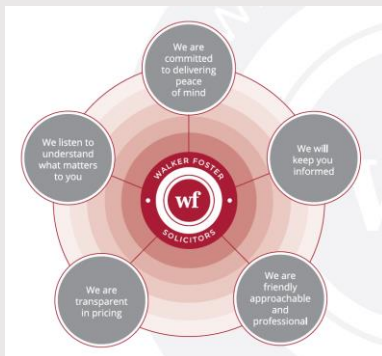 We are
committed
to delivering
peace
of mind
We listen to
understand
what matters
to you
We will
keep you
informed
WALKER FOSTER
wf
SOLICITORS
We are
transparent
in pricing
We are
friendly
approachable
and
professional